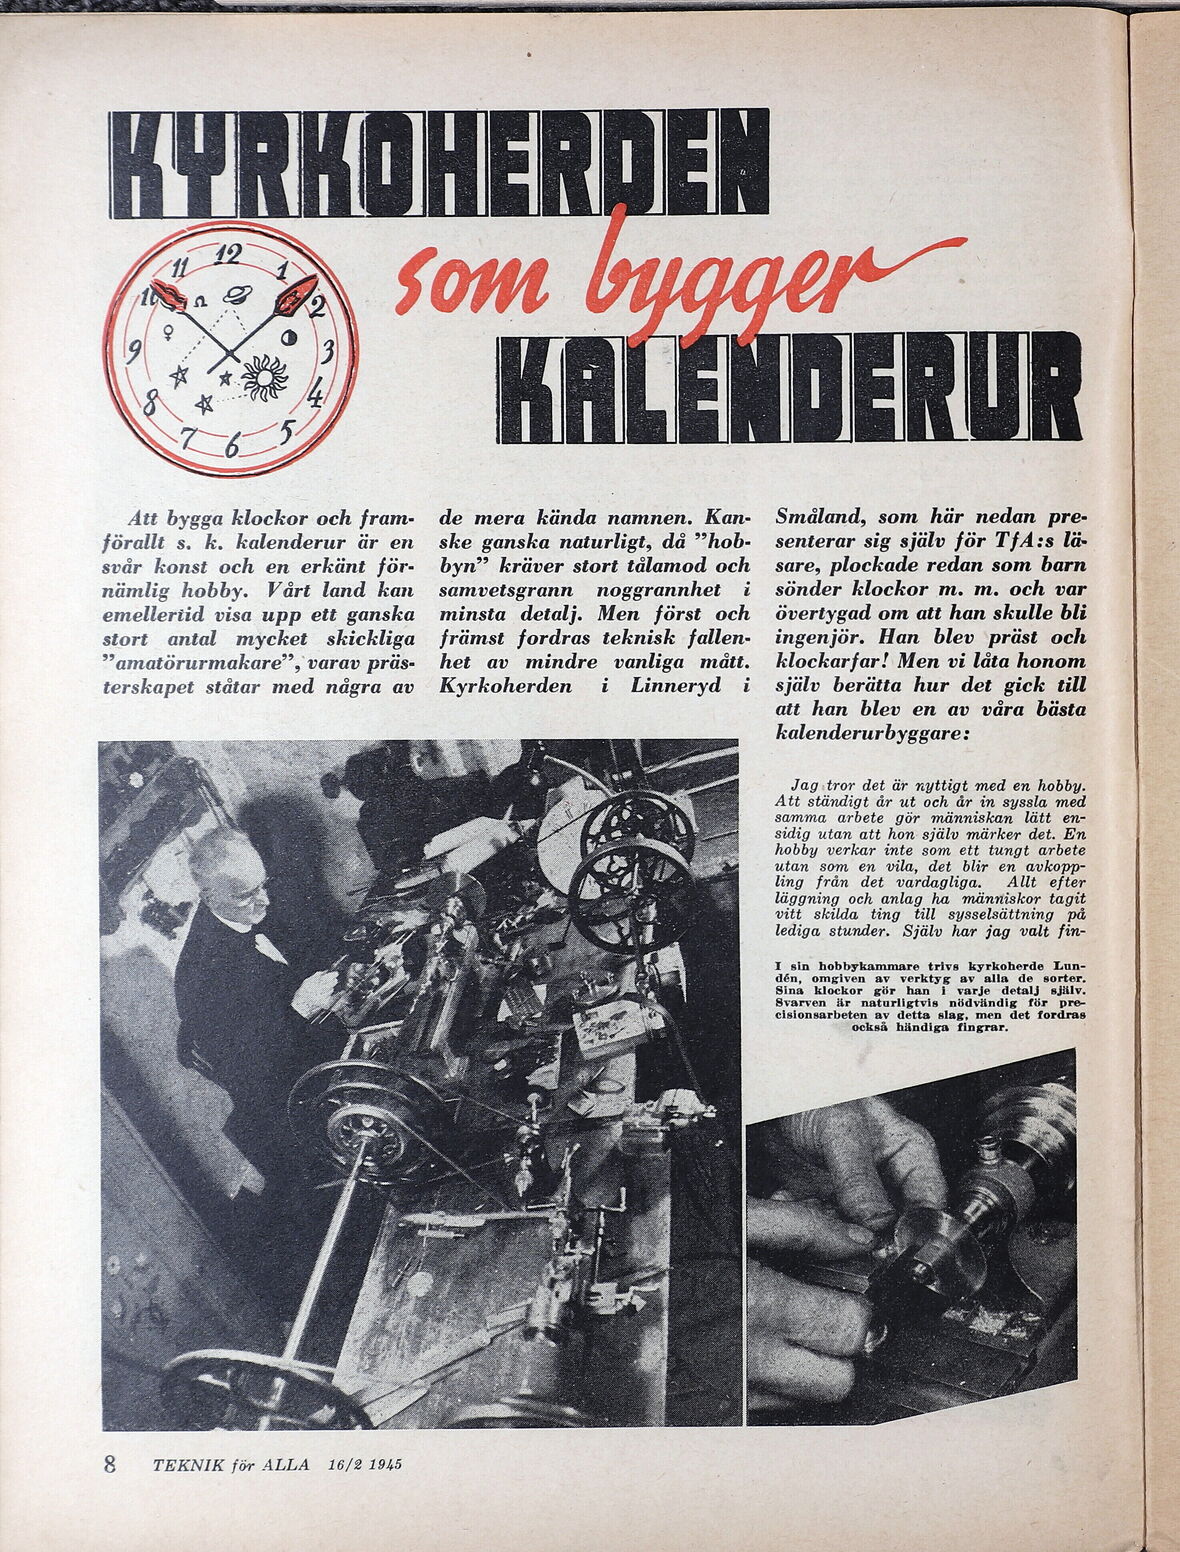 KYRKOHERDEN
som bygger
KALENDERUR
12
1
2
3
4
5
6
7
8
9
10
11
Att bygga klockor och fram-
förallt s. k. kalenderur är en
svår konst och en erkänt för-
nämlig hobby. Vårt land kan
emellertid visa upp ett ganska
stort antal mycket skickliga
”amatörurmakare”, varav präs-
terskapet ståtar med några av
de mera kända namnen. Kan-
ske ganska naturligt, då ”hob-
byn” kräver stort tålamod och
samvetsgrann noggrannhet i
minsta detalj. Men först och
främst fordras teknisk fallen-
het av mindre vanliga mått.
Kyrkoherden i Linneryd i
Småland, som här nedan pre-
senterar sig själv för TfA:s lä-
sare, plockade redan som barn
sönder klockor m. m. och var
övertygad om att han skulle bli
ingenjör. Han blev präst och
klockarfar! Men vi låta honom
själv berätta hur det gick till
att han blev en av våra bästa
kalenderurbyggare:
Jag tror det är nyttigt med en hobby.
Att ständigt år ut och år in syssla med
samma arbete gör människan lätt en-
sidig utan att hon själv märker det. En
hobby verkar inte som ett tungt arbete
utan som en vila, det blir en avkopp-
ling från det vardagliga. Allt efter
läggning och anlag ha människor tagit
vitt skilda ting till sysselsättning på
lediga stunder. Själv har jag valt fin-
I sin hobbykammare trivs kyrkoherde Lun-
dén, omgiven av verktyg av alla de sorter.
Sina klockor gör han i varje detalj själv.
Svarven är naturligtvis nödvändig för pre-
cisionsarbeten av detta slag, men det fordras
också händiga fingrar.
8 TEKNIK för ALLA 16/2 1945